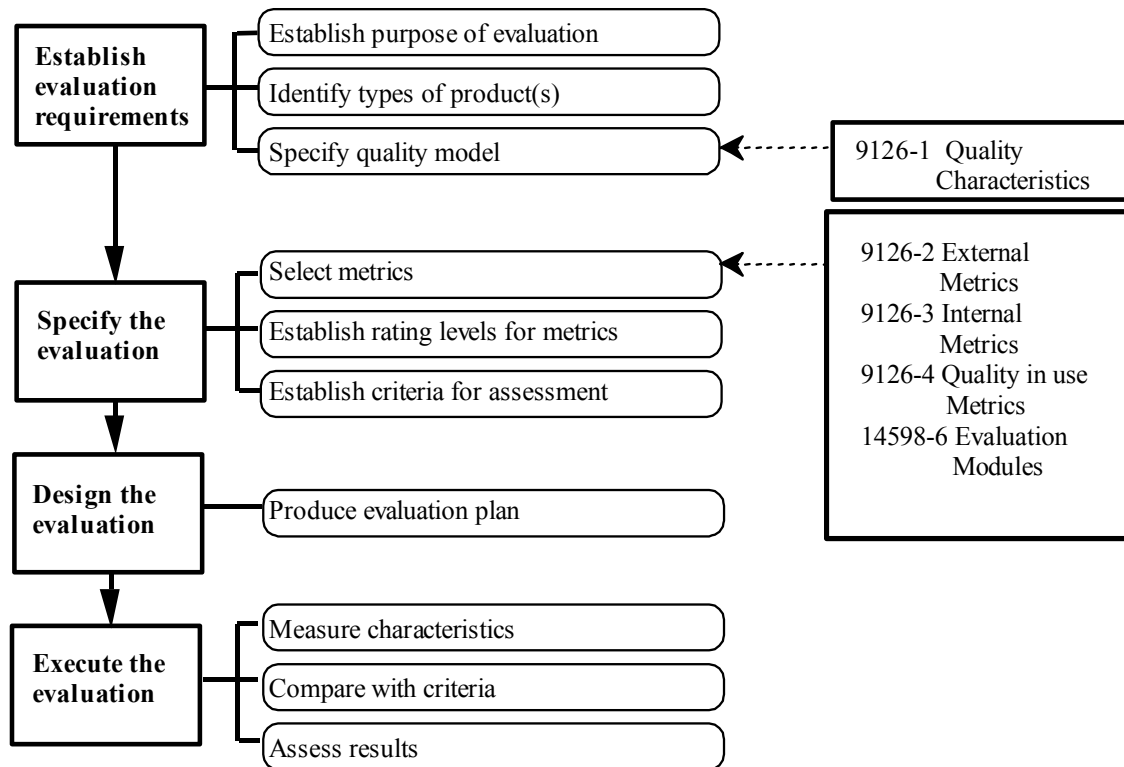 Establish
evaluation
requirements
Establish purpose of evaluation
Identify types of product(s)
Specify quality model
9126-1 Quality
Characteristics
Specify the
evaluation
Select metrics
Establish rating levels for metrics
Establish criteria for assessment
9126-2 External
Metrics
9126-3 Internal
Metrics
9126-4 Quality in use
Metrics
14598-6 Evaluation
Modules
Design the
evaluation
Produce evaluation plan
Execute the
evaluation
Measure characteristics
Compare with criteria
Assess results